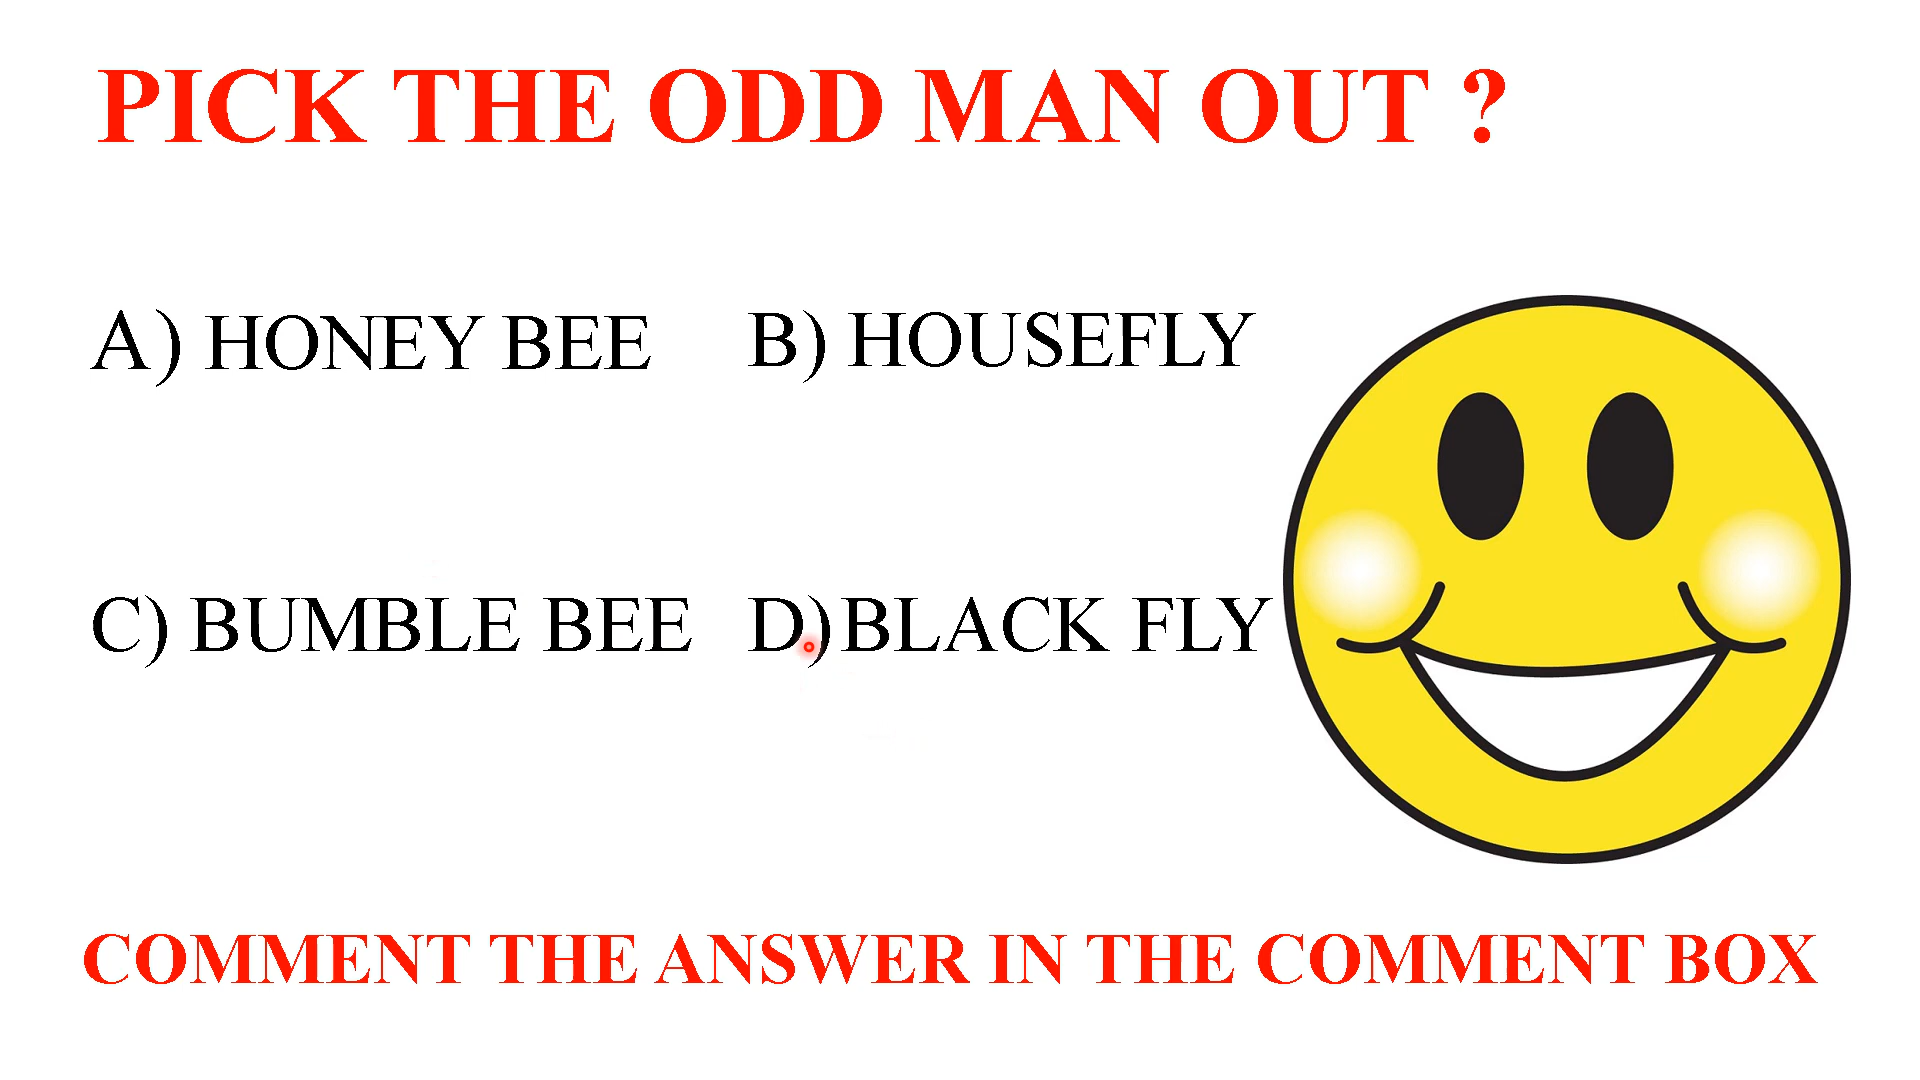 PICK THE ODD MAN OUT ?
A) HONEY BEE B) HOUSEFLY
C) BUMBLE BEE D) BLACK FLY
COMMENT THE ANSWER IN THE COMMENT BOX